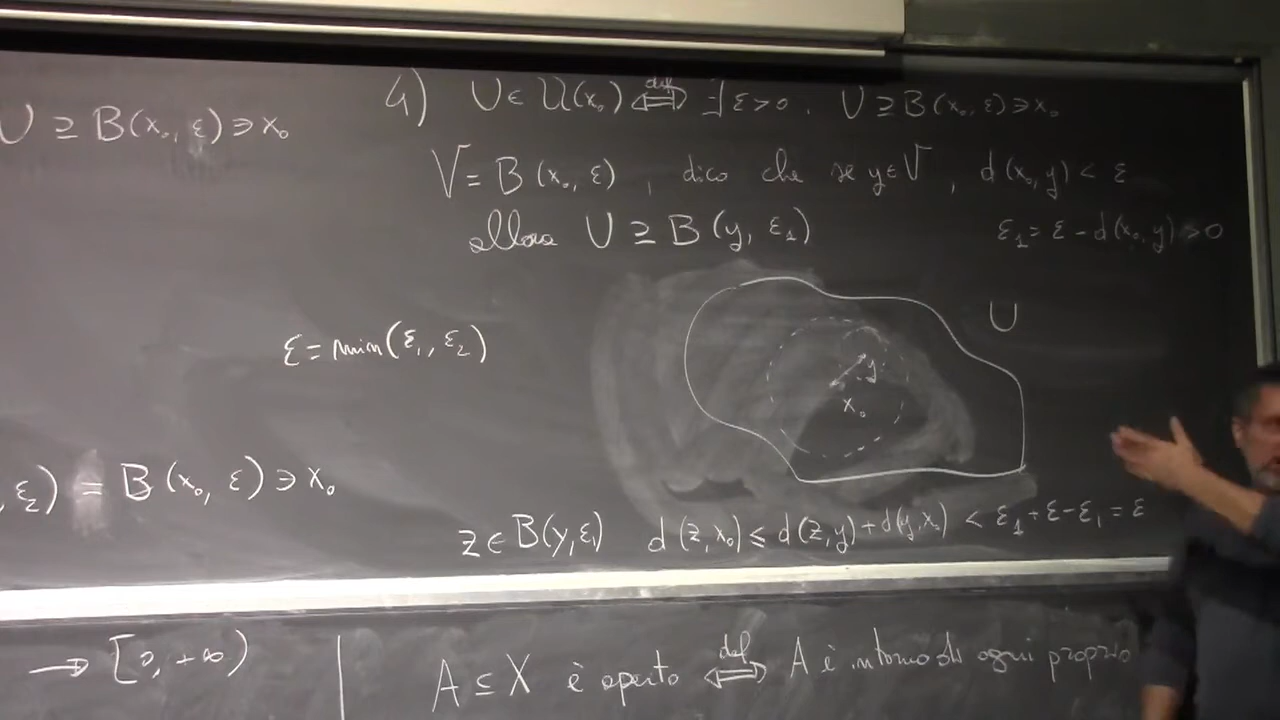 U ⊇ B(x₀, ε) ∋ x₀
4) U ∈ 𝒰(x₀) ⟺ def ∃ ε > 0 . U ⊇ B(x₀, ε) ∋ x₀
V = B(x₀, ε) , dico che se y ∈ V , d(x₀, y) < ε
allora U ⊇ B(y, ε₁) ε₁ = ε - d(x₀, y) > 0
U
ε = min(ε₁, ε₂)
y
x₀
, ε₂) = B(x₀, ε) ∋ x₀
z ∈ B(y, ε₁) d(z, x₀) ≤ d(z, y) + d(y, x₀) < ε₁ + ε - ε₁ = ε
→ [0, +∞)
A ⊆ X è aperto ⟺ def A è intorno di ogni proprio